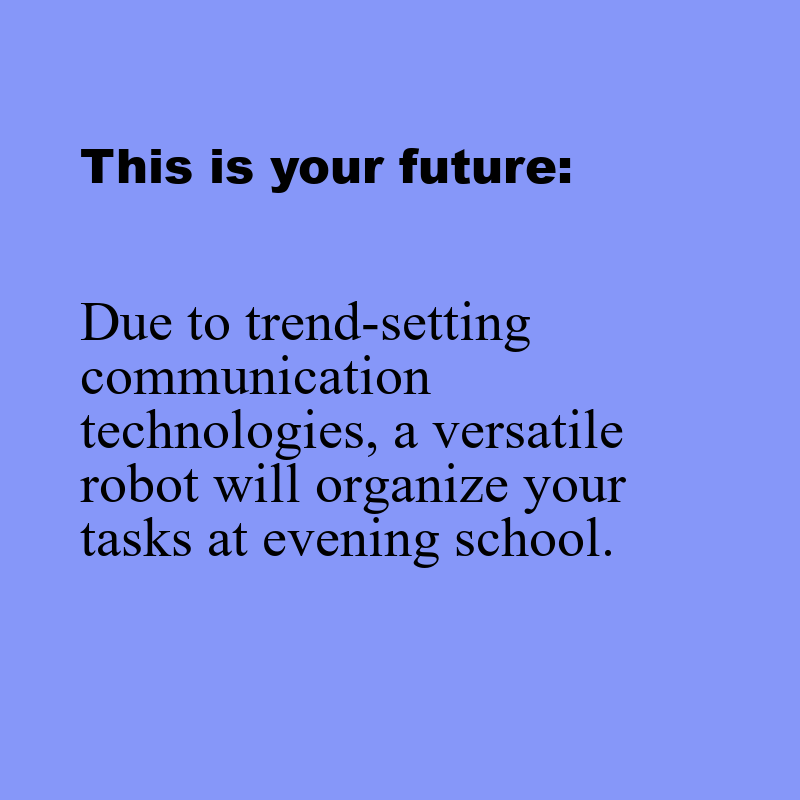 This is your future:
Due to trend-setting
communication
technologies, a versatile
robot will organize your
tasks at evening school.